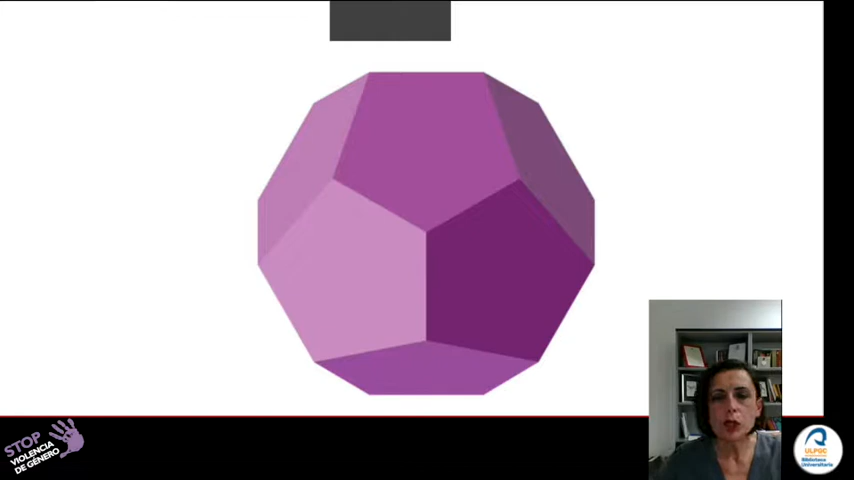 STOP
VIOLENCIA
DE GÉNERO
ULPGC
Biblioteca
Universitaria